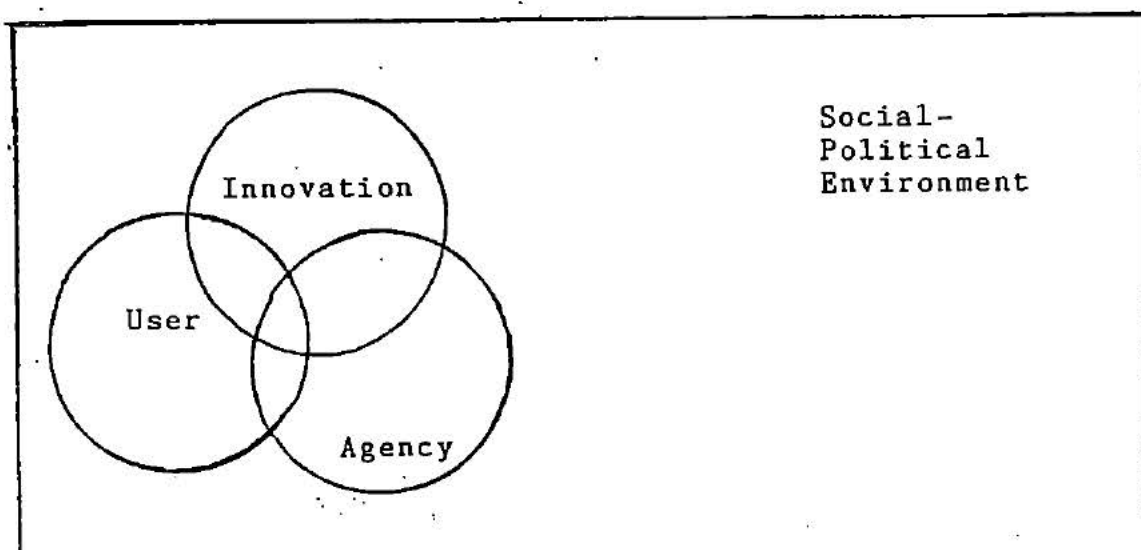 Social-
Political
Environment
Innovation
User
Agency